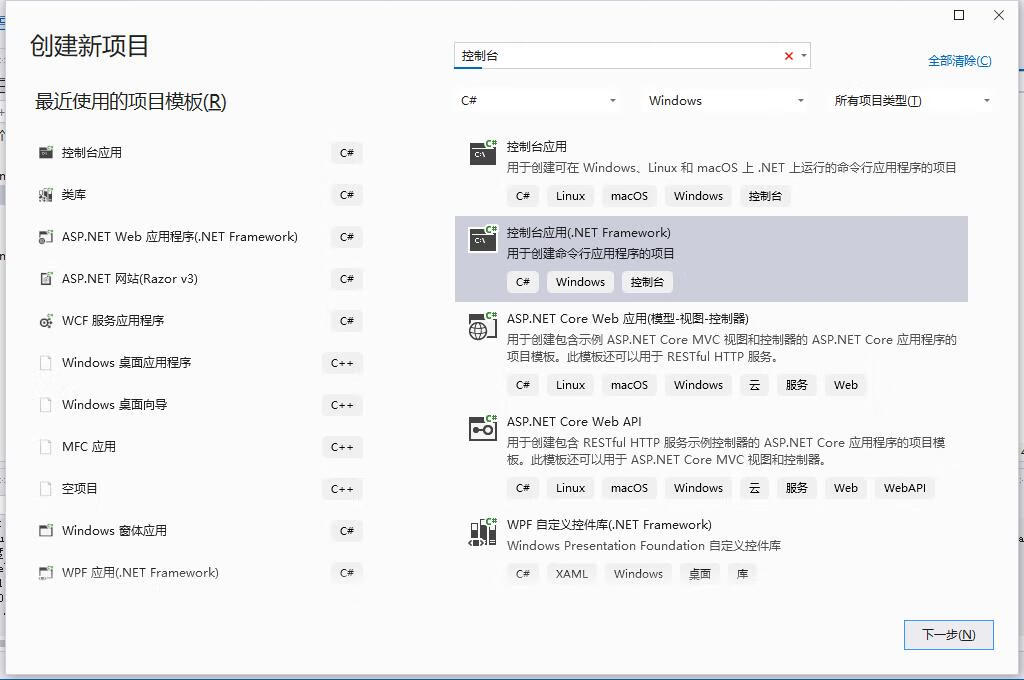 创建新项目
控制台
全部清除(C)
最近使用的项目模板(R)
C#
Windows
所有项目类型(T)
控制台应用 C#
类库 C#
ASP.NET Web 应用程序(.NET Framework) C#
ASP.NET 网站(Razor v3) C#
WCF 服务应用程序 C#
Windows 桌面应用程序 C++
Windows 桌面向导 C++
MFC 应用 C++
空项目 C++
Windows 窗体应用 C#
WPF 应用(.NET Framework) C#
控制台应用
用于创建可在 Windows、Linux 和 macOS 上 .NET 上运行的命令行应用程序的项目
C# Linux macOS Windows 控制台
控制台应用(.NET Framework)
用于创建命令行应用程序的项目
C# Windows 控制台
ASP.NET Core Web 应用(模型-视图-控制器)
用于创建包含示例 ASP.NET Core MVC 视图和控制器的 ASP.NET Core 应用程序的
项目模板。此模板还可以用于 RESTful HTTP 服务。
C# Linux macOS Windows 云 服务 Web
ASP.NET Core Web API
用于创建包含 RESTful HTTP 服务示例控制器的 ASP.NET Core 应用程序的项目模
板。此模板还可以用于 ASP.NET Core MVC 视图和控制器。
C# Linux macOS Windows 云 服务 Web WebAPI
WPF 自定义控件库(.NET Framework)
Windows Presentation Foundation 自定义控件库
C# XAML Windows 桌面 库
下一步(N)